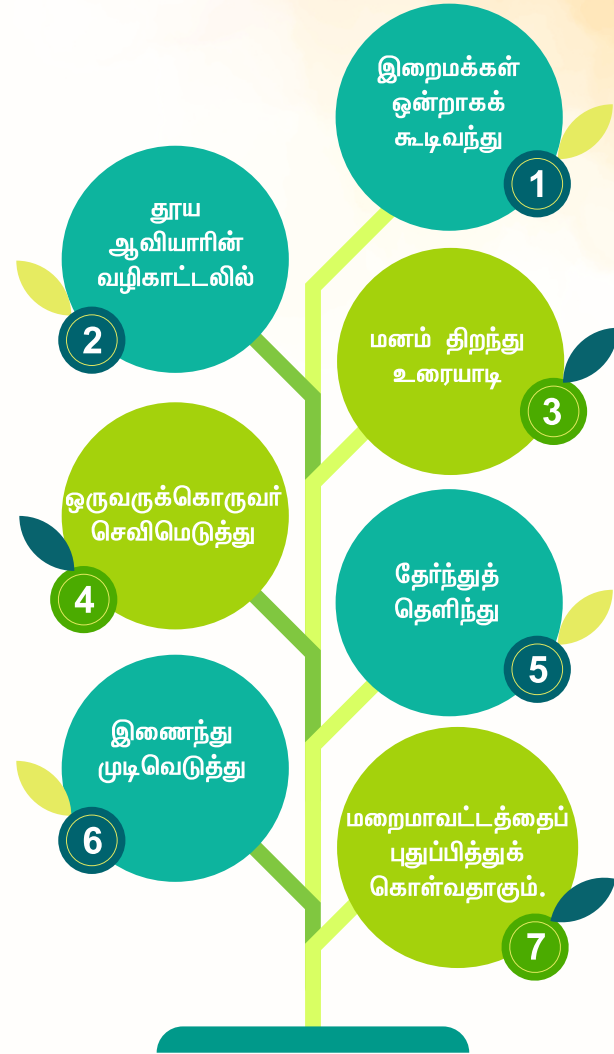 இறைமக்கள்
ஒன்றாகக்
கூடிவந்து
1
தூய
ஆவியாரின்
வழிகாட்டலில்
2
மனம் திறந்து
உரையாடி
3
ஒருவருக்கொருவர்
செவிமெடுத்து
4
தேர்ந்துத்
தெளிந்து
5
இணைந்து
முடிவெடுத்து
6
மறைமாவட்டத்தைப்
புதுப்பித்துக்
கொள்வதாகும்.
7